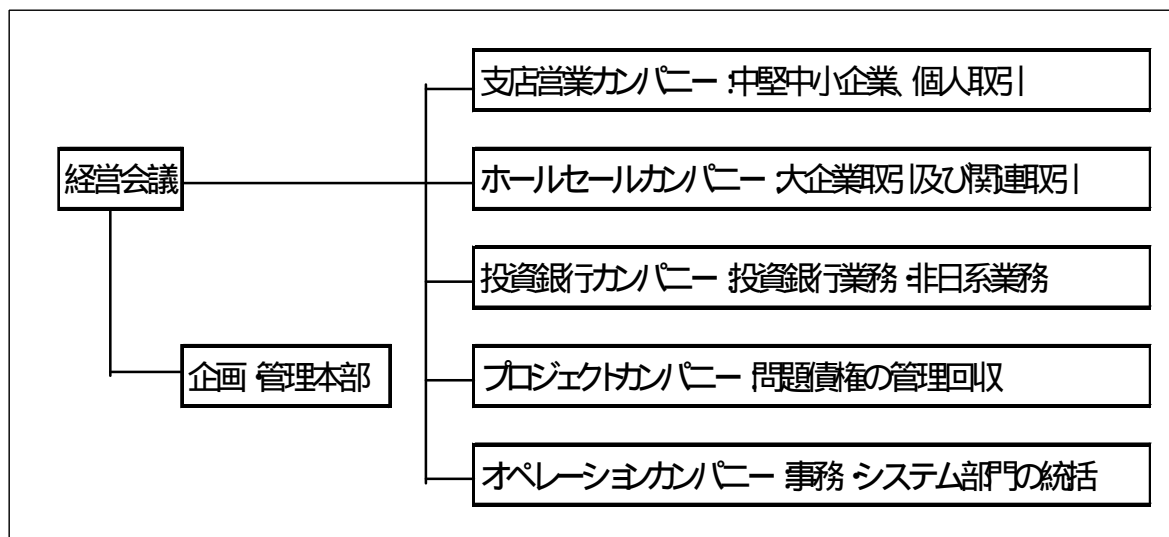 支店営業カンパニー：中堅中小企業、個人取引
経営会議
ホールセールカンパニー：大企業取引及び関連取引
投資銀行カンパニー：投資銀行業務・非日系業務
企画・管理本部
プロジェクトカンパニー：問題債権の管理回収
オペレーションカンパニー：事務・システム部門の統括